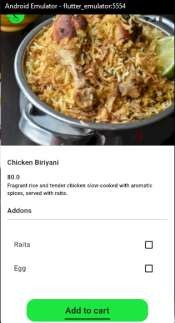 Android Emulator - flutter_emulator:5554
Chicken Biriyani
80.0
Fragrant rice and tender chicken slow-cooked with aromatic
spices, served with raita.
Addons
Raita
Egg
Add to cart